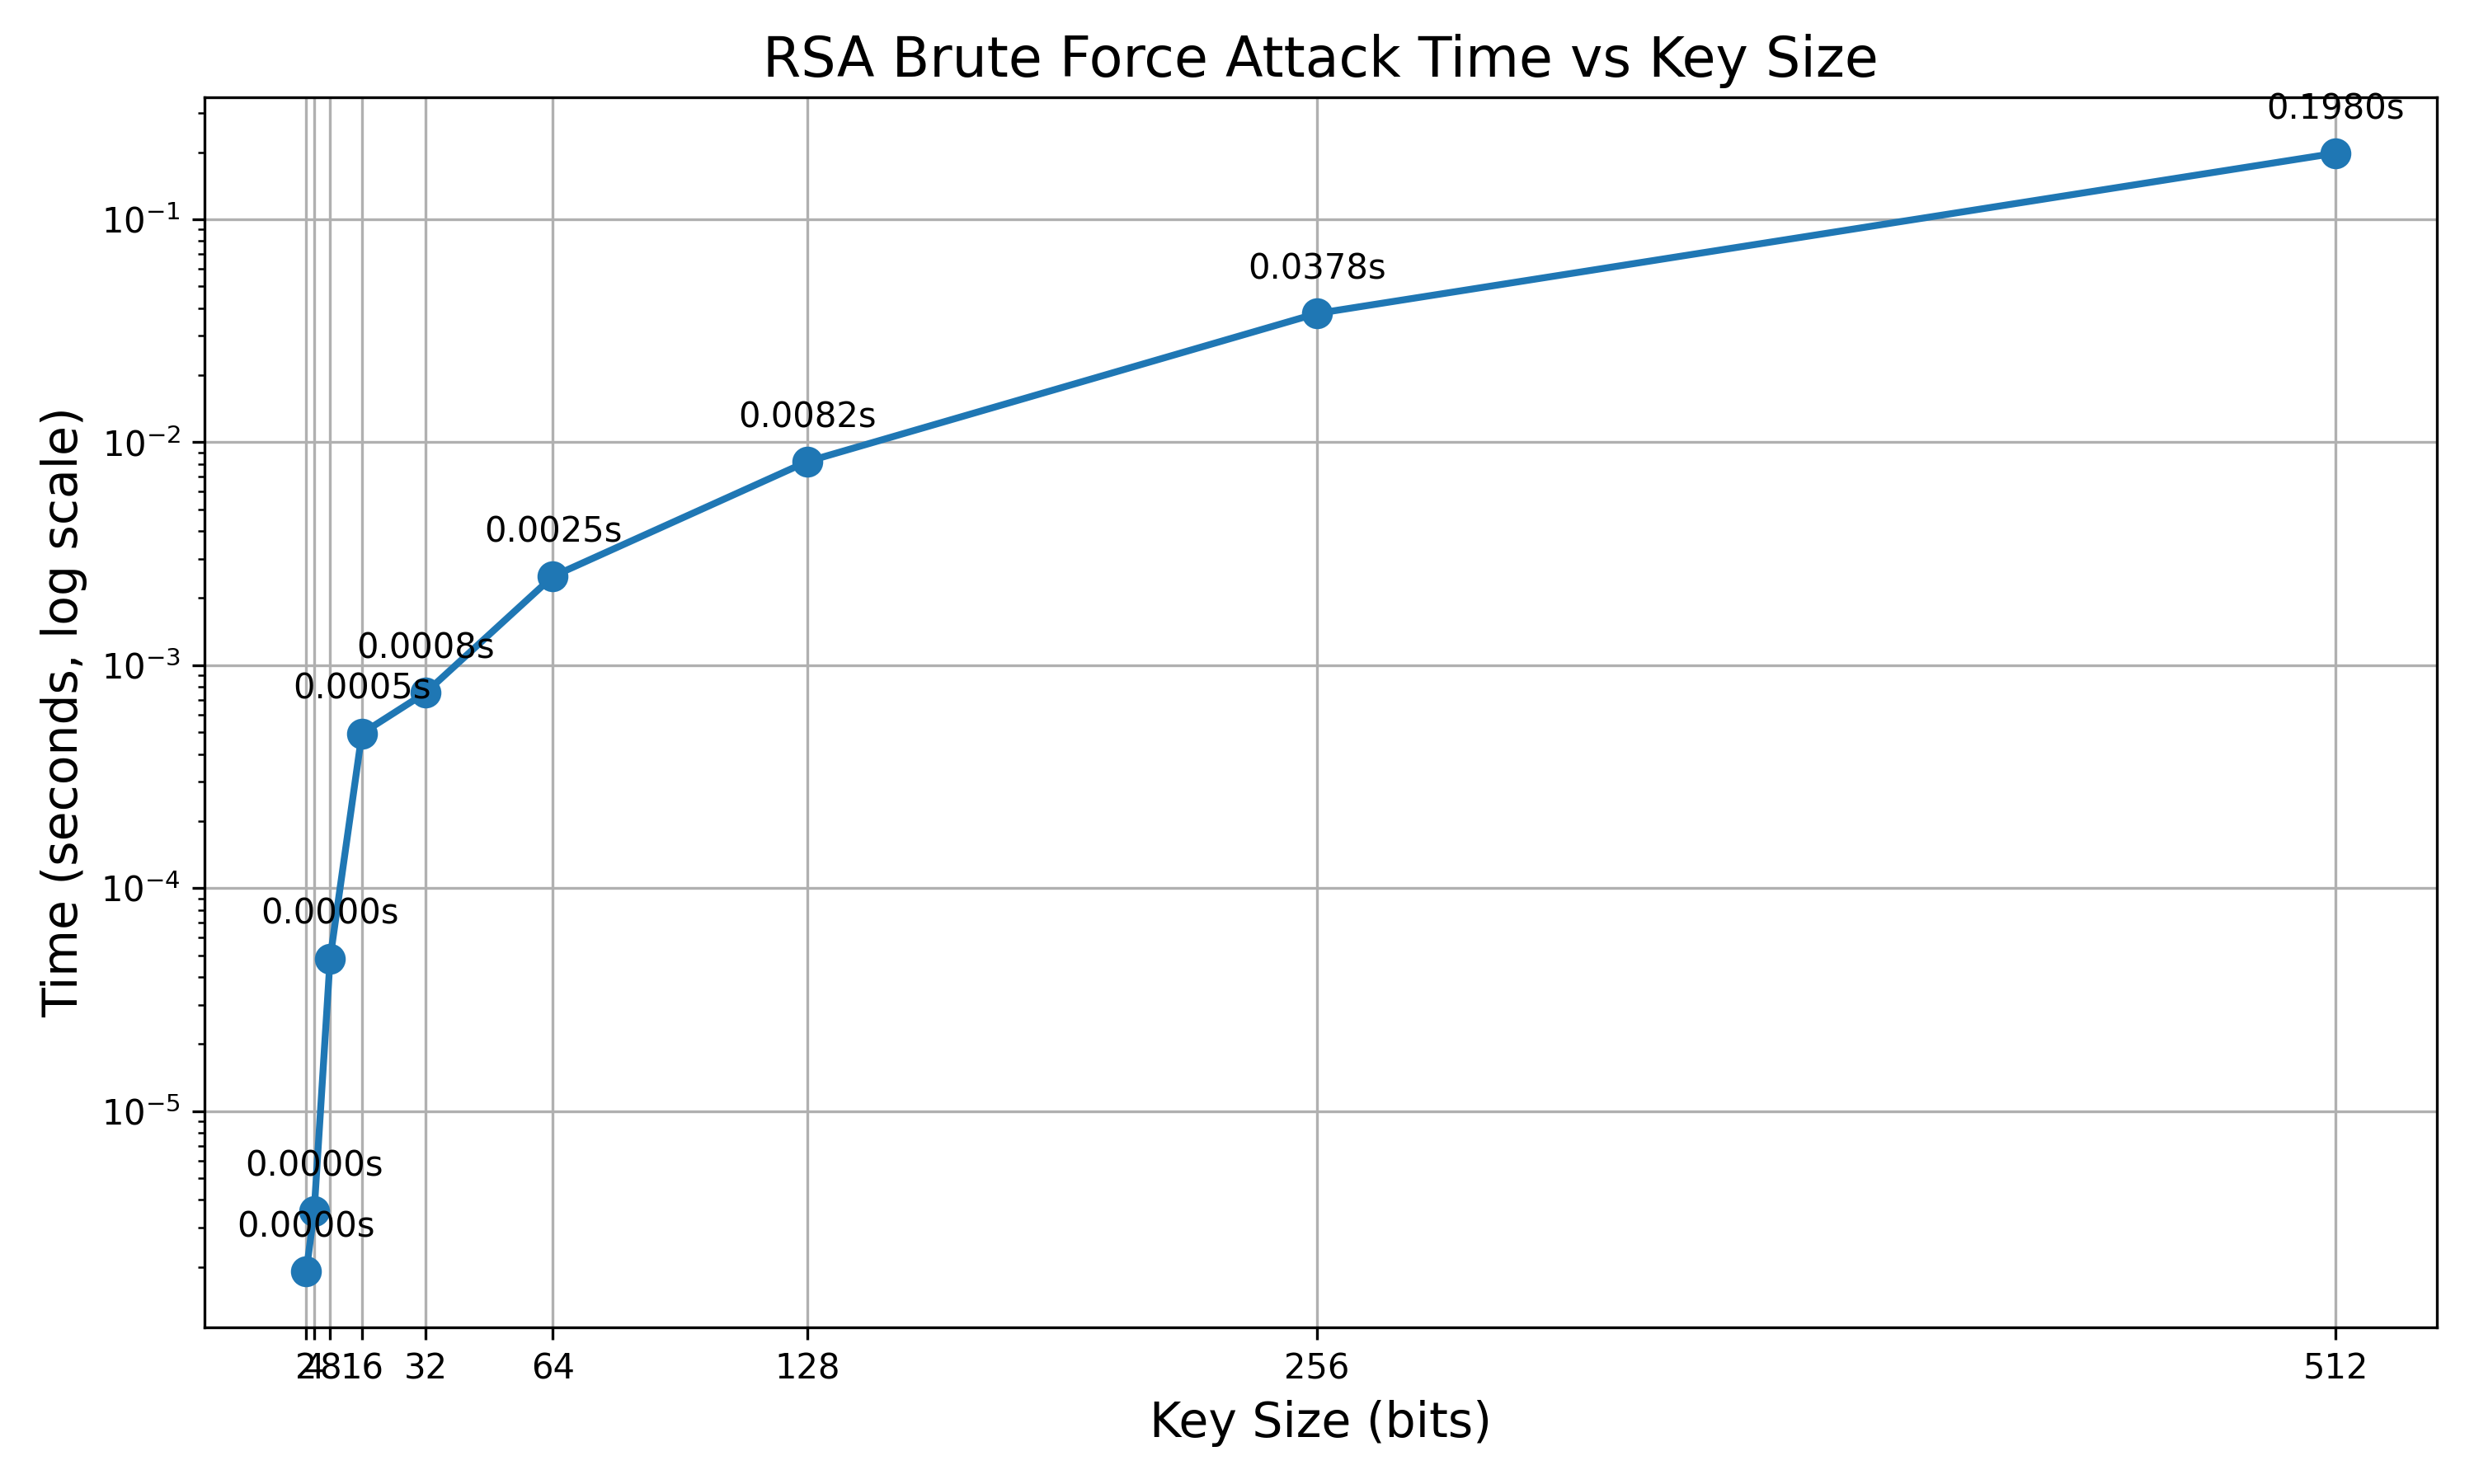 RSA Brute Force Attack Time vs Key Size
0.1980s
10⁻¹
0.0378s
0.0082s
10⁻²
0.0025s
0.0008s
10⁻³
0.0005s
10⁻⁴
0.0000s
10⁻⁵
0.0000s
0.0000s
Time (seconds, log scale)
2 4 8 16 32 64 128 256 512
Key Size (bits)